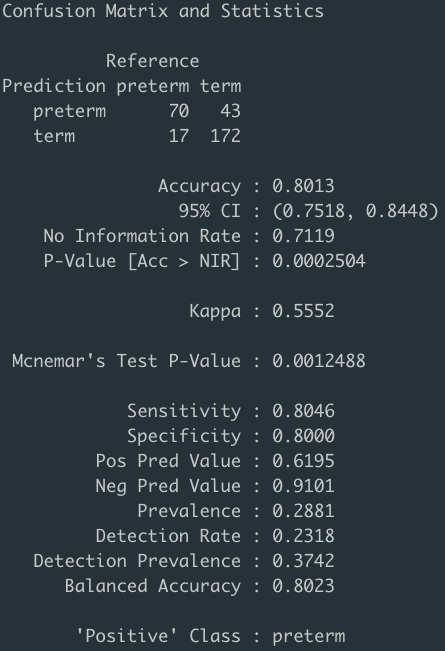 Confusion Matrix and Statistics
Reference
Prediction preterm term
preterm 70 43
term 17 172
Accuracy : 0.8013
95% CI : (0.7518, 0.8448)
No Information Rate : 0.7119
P-Value [Acc > NIR] : 0.0002504
Kappa : 0.5552
Mcnemar's Test P-Value : 0.0012488
Sensitivity : 0.8046
Specificity : 0.8000
Pos Pred Value : 0.6195
Neg Pred Value : 0.9101
Prevalence : 0.2881
Detection Rate : 0.2318
Detection Prevalence : 0.3742
Balanced Accuracy : 0.8023
'Positive' Class : preterm